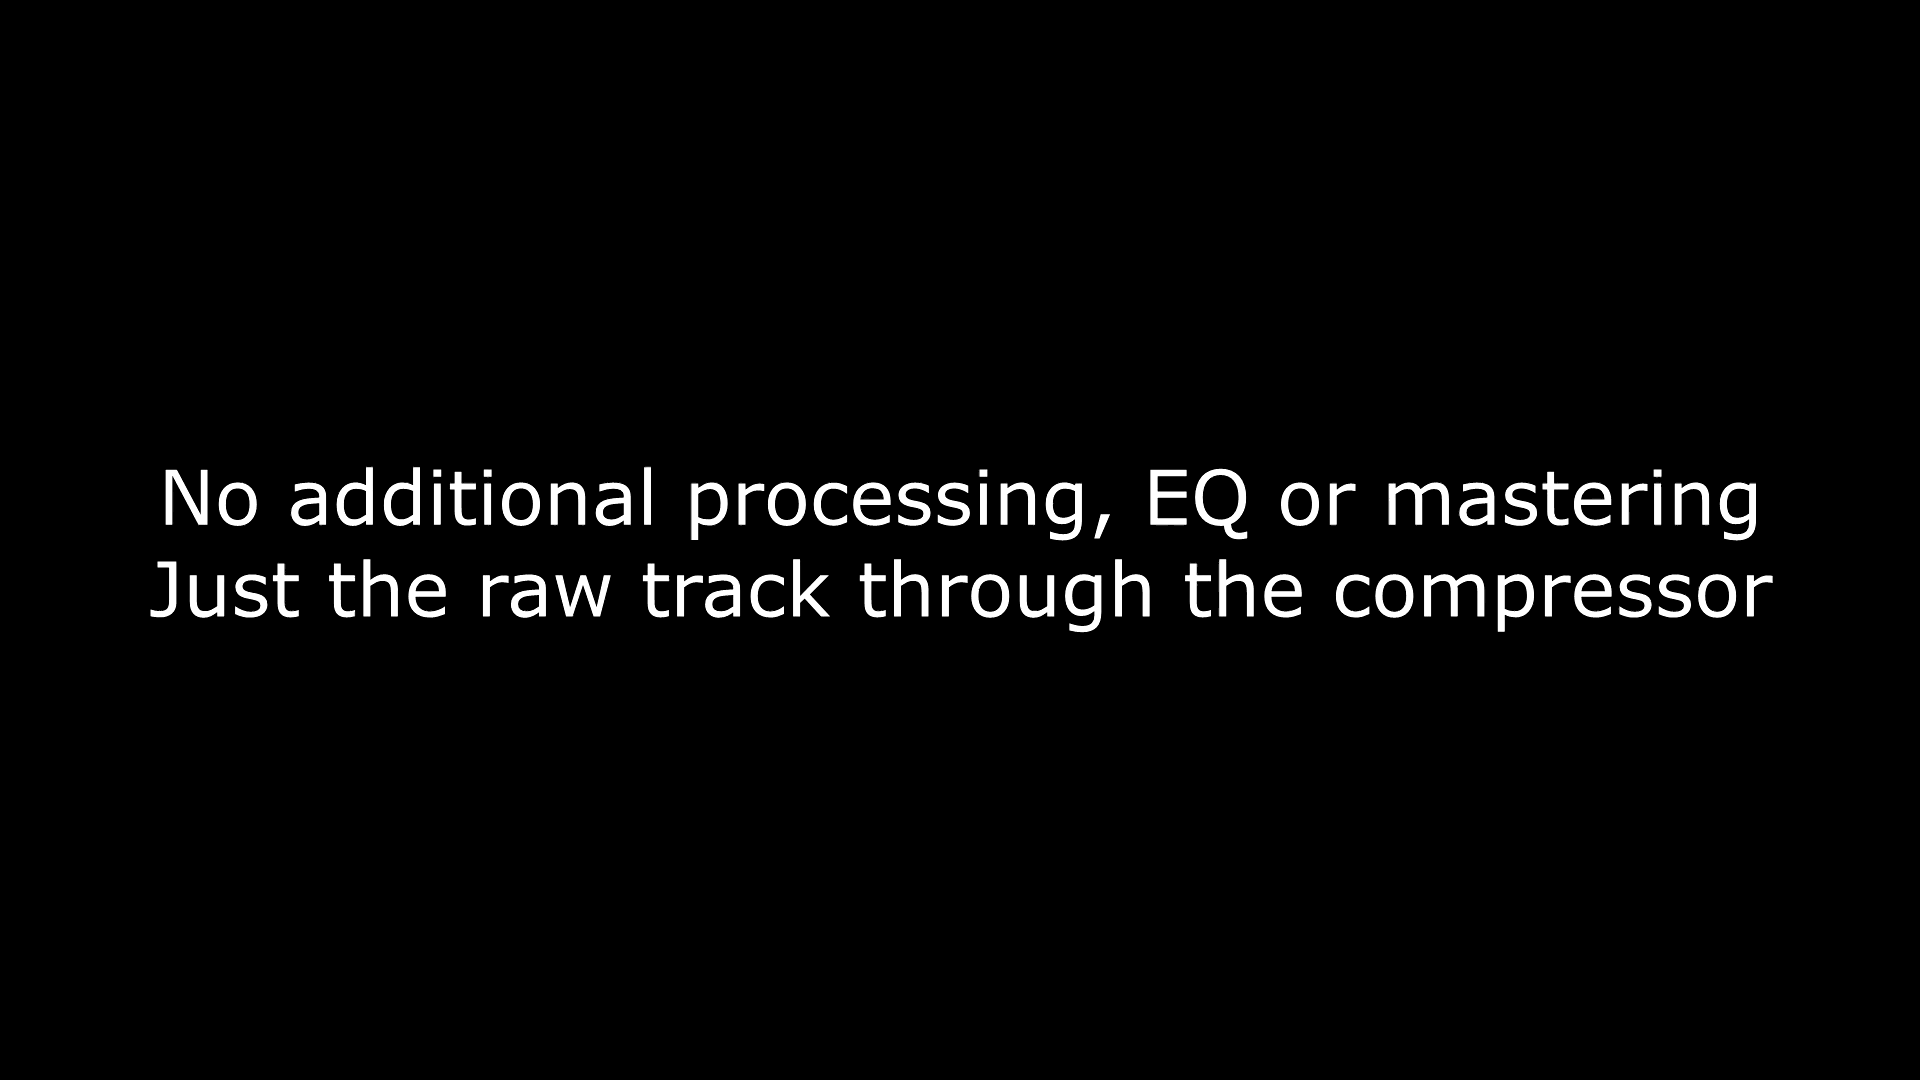 No additional processing, EQ or mastering
Just the raw track through the compressor